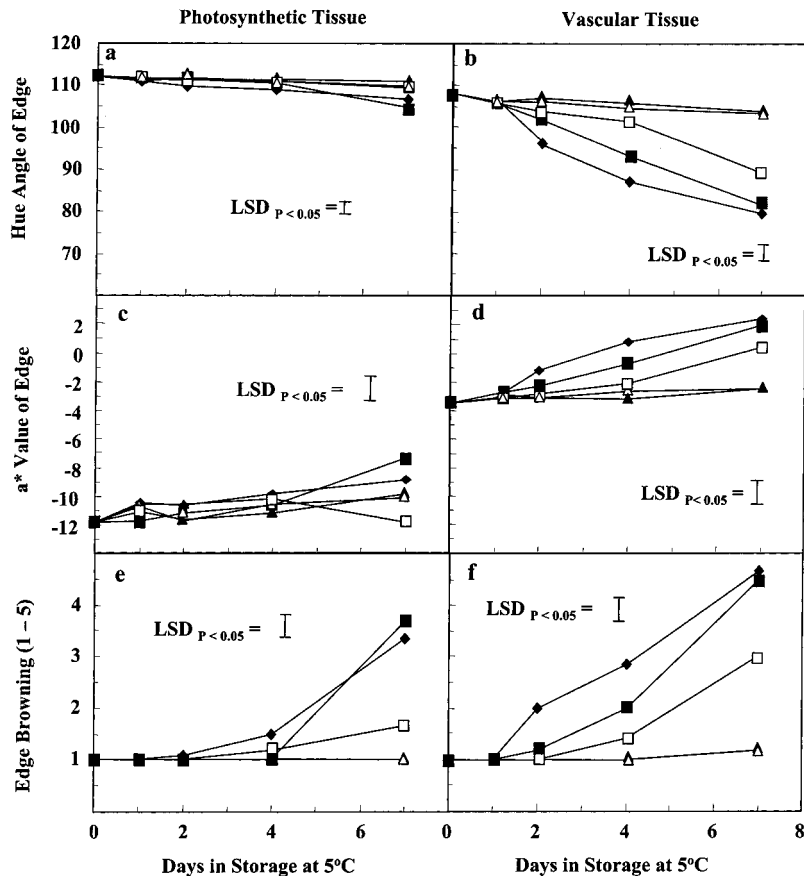 Photosynthetic Tissue
Vascular Tissue
Hue Angle of Edge
120
110
100
90
80
70
a
LSD P < 0.05 =
b
LSD P < 0.05 =
a* Value of Edge
2
0
-2
-4
-6
-8
-10
-12
c
LSD P < 0.05 =
d
LSD P < 0.05 =
Edge Browning (1 – 5)
4
3
2
1
e
LSD P < 0.05 =
f
LSD P < 0.05 =
0 2 4 6 0 2 4 6 8
Days in Storage at 5ºC
Days in Storage at 5ºC